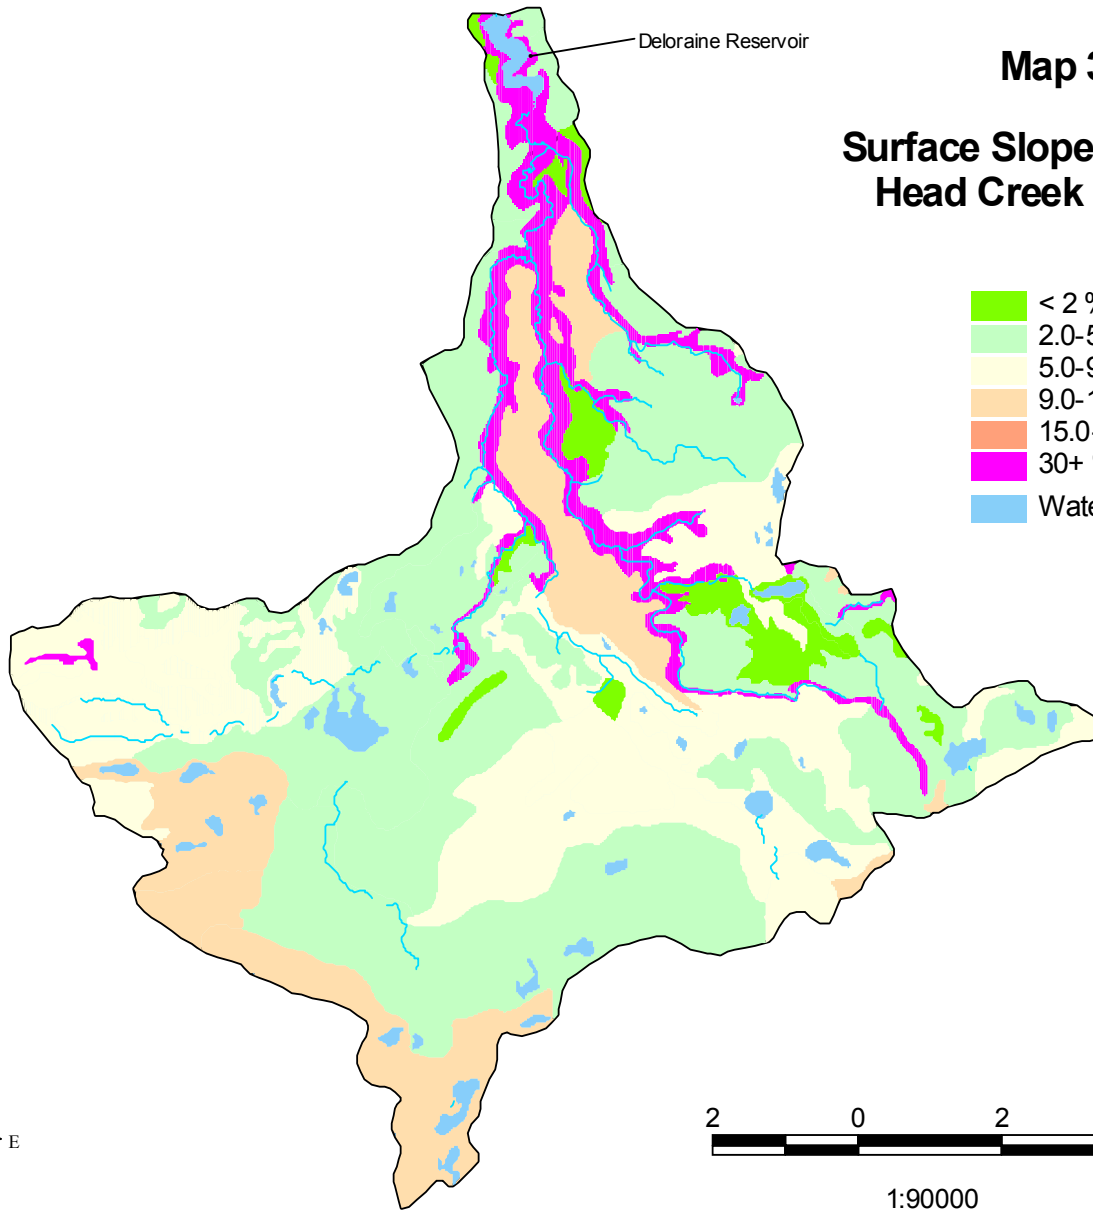 Deloraine Reservoir
Map 3
Surface Slope
Head Creek
< 2 %
2.0-5
5.0-9
9.0-1
15.0-
30+
Wate
2 0 2
1:90000
E